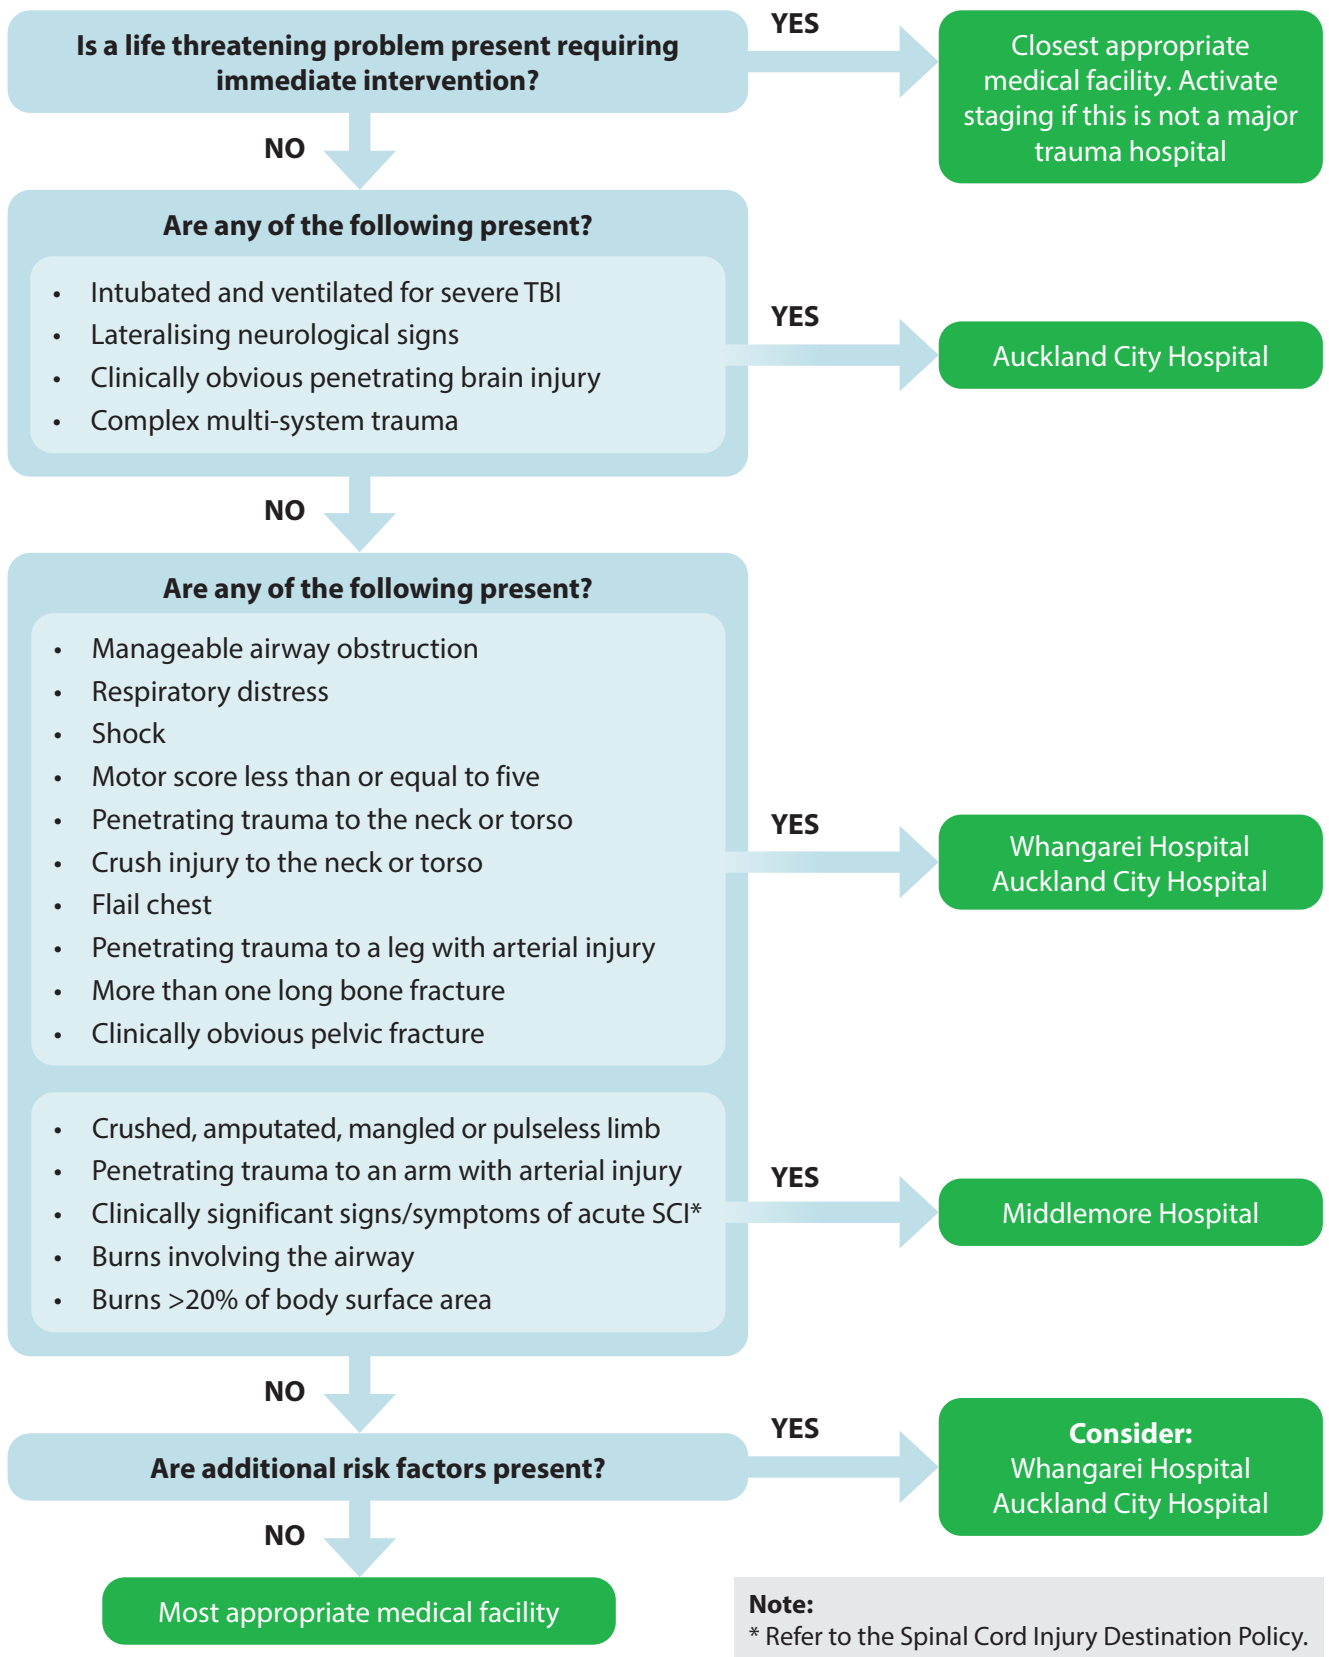 Is a life threatening problem present requiring
immediate intervention?
YES
Closest appropriate
medical facility. Activate
staging if this is not a major
trauma hospital
NO
Are any of the following present?
• Intubated and ventilated for severe TBI
• Lateralising neurological signs
• Clinically obvious penetrating brain injury
• Complex multi-system trauma
YES
Auckland City Hospital
NO
Are any of the following present?
• Manageable airway obstruction
• Respiratory distress
• Shock
• Motor score less than or equal to five
• Penetrating trauma to the neck or torso
• Crush injury to the neck or torso
• Flail chest
• Penetrating trauma to a leg with arterial injury
• More than one long bone fracture
• Clinically obvious pelvic fracture
YES
Whangarei Hospital
Auckland City Hospital
• Crushed, amputated, mangled or pulseless limb
• Penetrating trauma to an arm with arterial injury
• Clinically significant signs/symptoms of acute SCI*
• Burns involving the airway
• Burns >20% of body surface area
YES
Middlemore Hospital
NO
Are additional risk factors present?
YES
Consider:
Whangarei Hospital
Auckland City Hospital
NO
Most appropriate medical facility
Note:
* Refer to the Spinal Cord Injury Destination Policy.